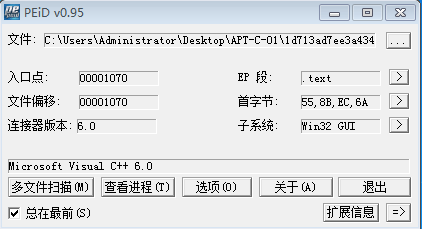 PEiD v0.95
文件: C:\Users\Administrator\Desktop\APT-C-01\1d713ad7ee3a434 ...
入口点: 00001070 EP 段: .text >
文件偏移: 00001070 首字节: 55,8B,EC,6A >
连接器版本: 6.0 子系统: Win32 GUI >
Microsoft Visual C++ 6.0
多文件扫描(M) 查看进程(T) 选项(O) 关于(A) 退出
总在最前(S) 扩展信息 =>